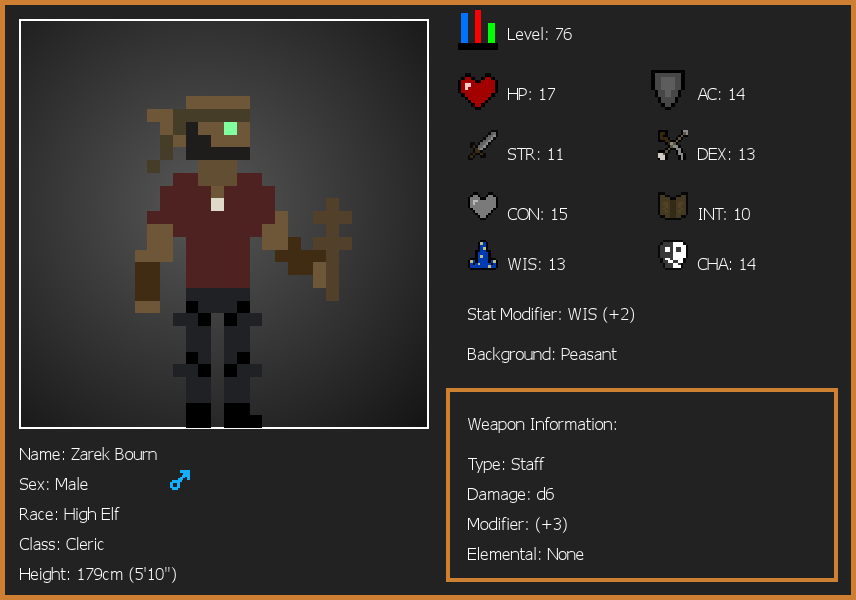 Level: 76
HP: 17
AC: 14
STR: 11
DEX: 13
CON: 15
INT: 10
WIS: 13
CHA: 14
Stat Modifier: WIS (+2)
Background: Peasant
Weapon Information:
Type: Staff
Damage: d6
Modifier: (+3)
Elemental: None
Name: Zarek Bourn
Sex: Male
Race: High Elf
Class: Cleric
Height: 179cm (5'10")